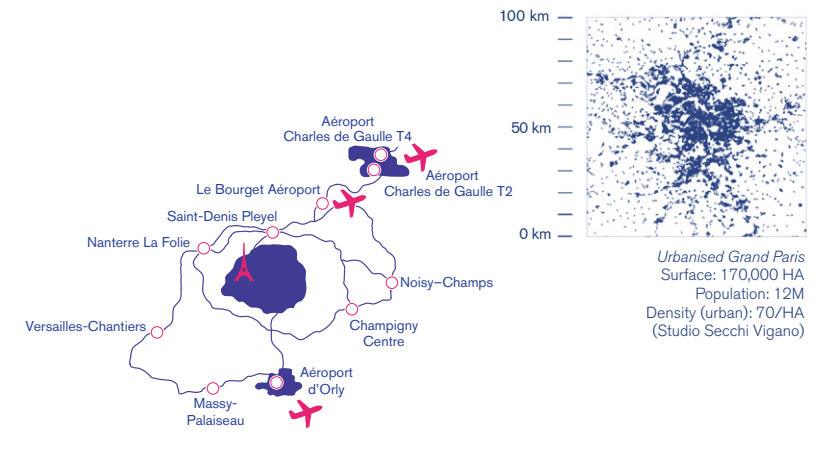 Aéroport
Charles de Gaulle T4
Aéroport
Charles de Gaulle T2
Le Bourget Aéroport
Saint-Denis Pleyel
Nanterre La Folie
Noisy–Champs
Versailles-Chantiers
Champigny
Centre
Aéroport
d'Orly
Massy-
Palaiseau
100 km
50 km
0 km
Urbanised Grand Paris
Surface: 170,000 HA
Population: 12M
Density (urban): 70/HA
(Studio Secchi Vigano)